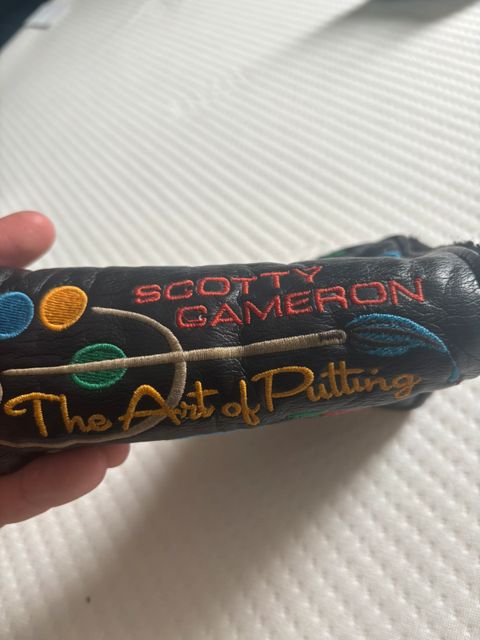 SCOTTY
CAMERON
The Art of Putting